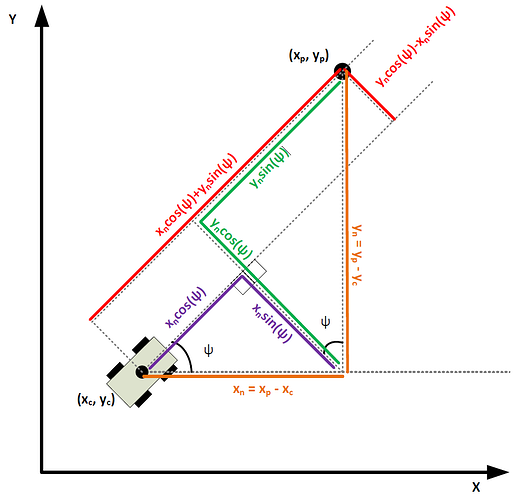 Y
(xp, yp)
yncos(ψ)-xnsin(ψ)
xncos(ψ)+ynsin(ψ)
ynsin(ψ)
yncos(ψ)
yn = yp - yc
xncos(ψ)
xnsin(ψ)
ψ
ψ
(xc, yc)
xn = xp - xc
X